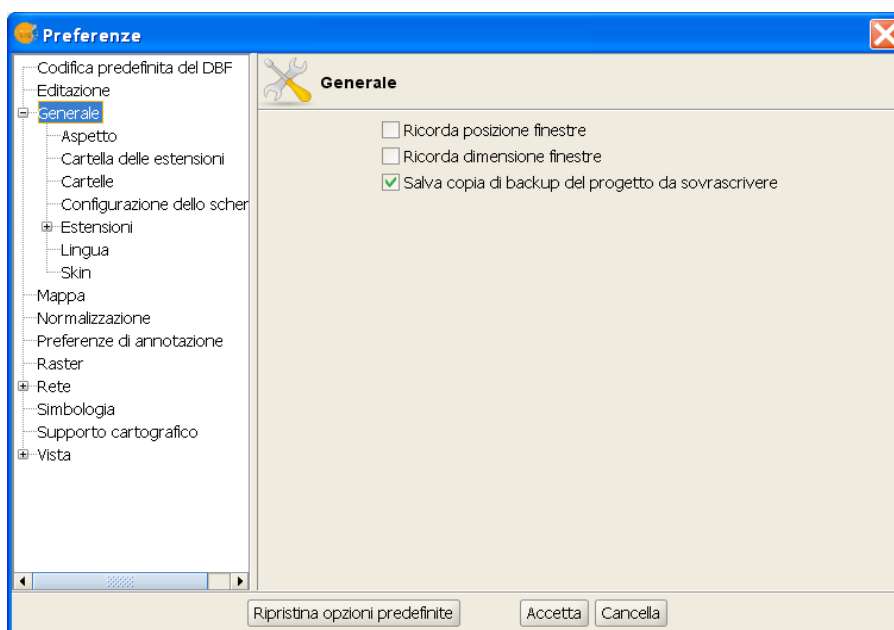 Preferenze
Codifica predefinita del DBF
Editazione
Generale
Aspetto
Cartella delle estensioni
Cartelle
Configurazione dello scher
Estensioni
Lingua
Skin
Mappa
Normalizzazione
Preferenze di annotazione
Raster
Rete
Simbologia
Supporto cartografico
Vista
Generale
Ricorda posizione finestre
Ricorda dimensione finestre
Salva copia di backup del progetto da sovrascrivere
Ripristina opzioni predefinite
Accetta
Cancella